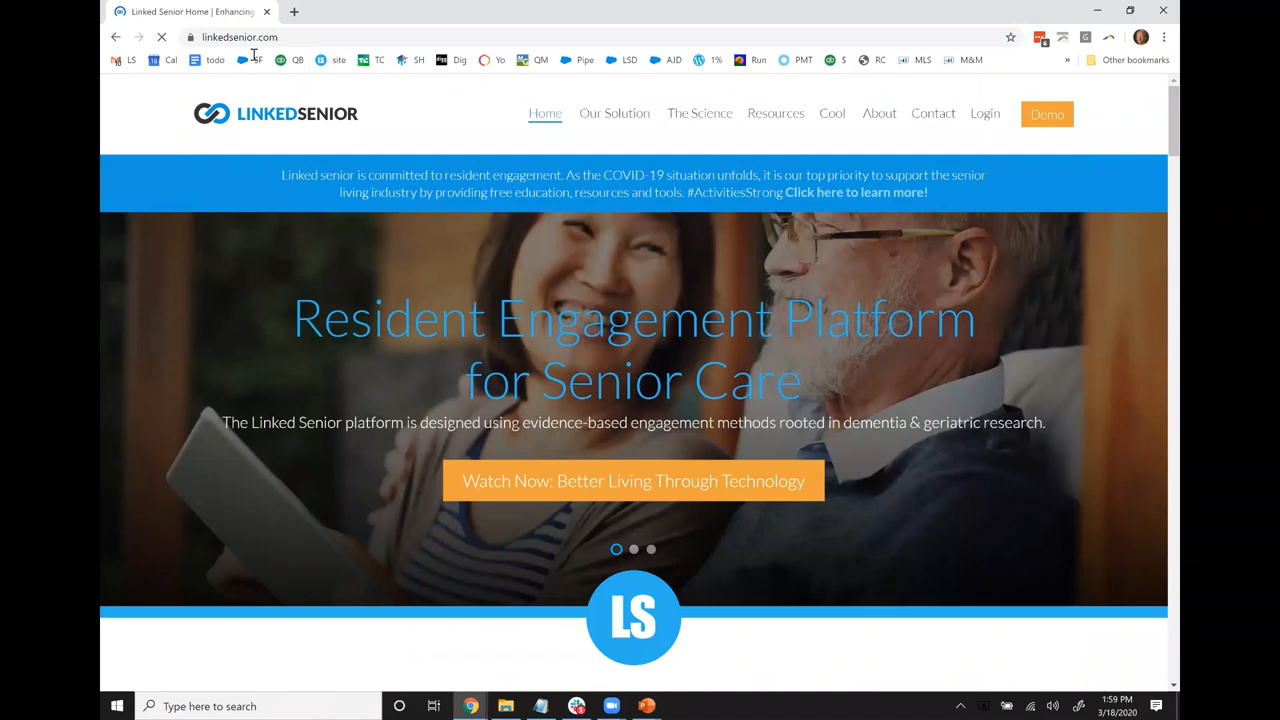 Linked Senior Home | Enhancing
linkedsenior.com
6
LS Cal todo SF QB site TC SH Dig Yo QM Pipe LSD AJD 1% Run PMT $ RC MLS M&M » Other bookmarks
LINKEDSENIOR
Home Our Solution The Science Resources Cool About Contact Login Demo
Linked senior is committed to resident engagement. As the COVID-19 situation unfolds, it is our top priority to support the senior
living industry by providing free education, resources and tools. #ActivitiesStrong Click here to learn more!
Resident Engagement Platform
for Senior Care
The Linked Senior platform is designed using evidence-based engagement methods rooted in dementia & geriatric research.
Watch Now: Better Living Through Technology
LS
Type here to search
1:59 PM
3/18/2020